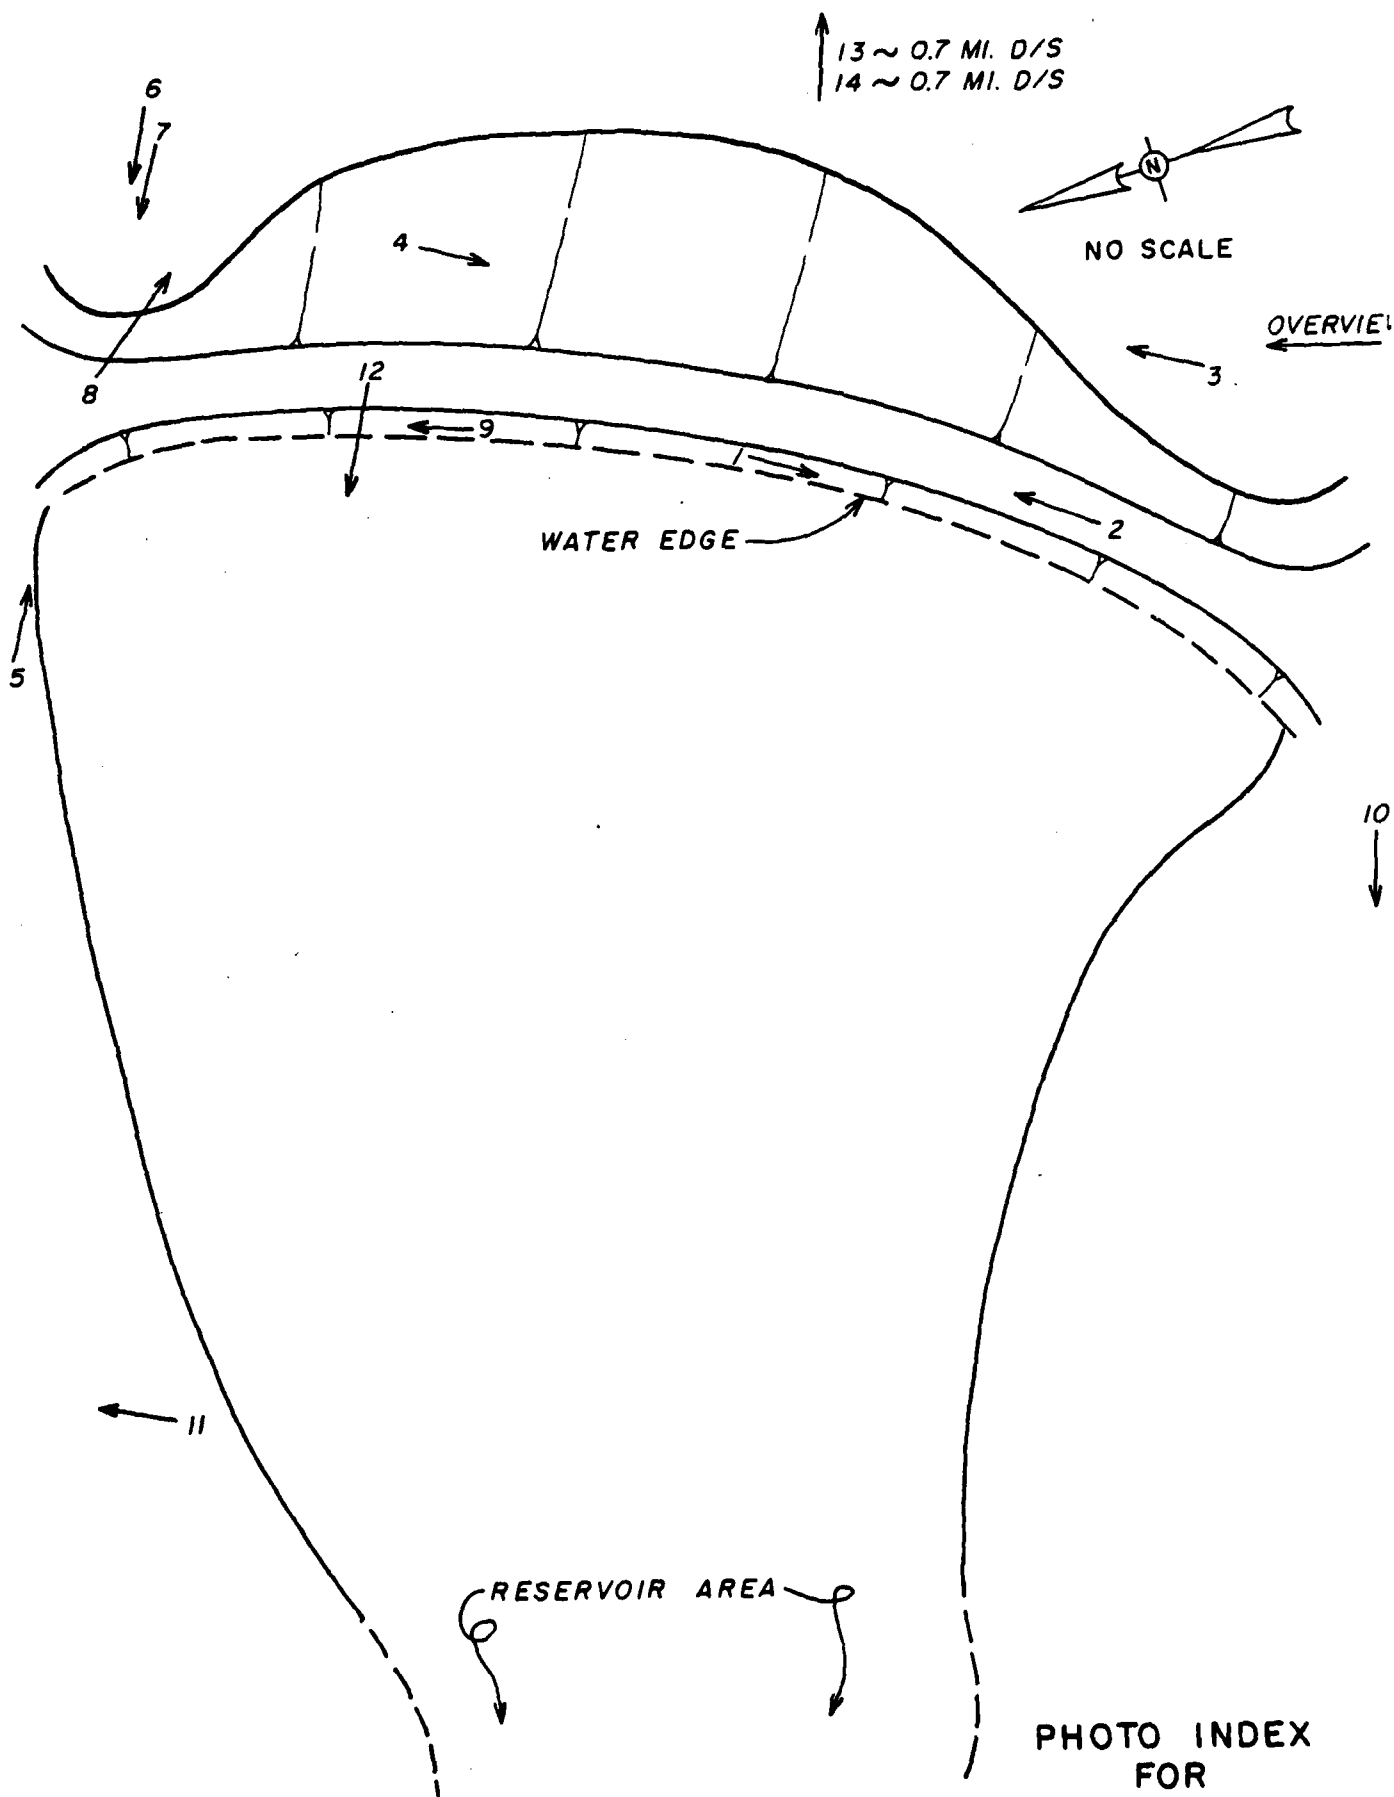 13 ~ 0.7 MI. D/S
14 ~ 0.7 MI. D/S
6
7
N
NO SCALE
4
OVERVIEW
3
8
12
9
1
2
WATER EDGE
5
10
11
RESERVOIR AREA
PHOTO INDEX
FOR